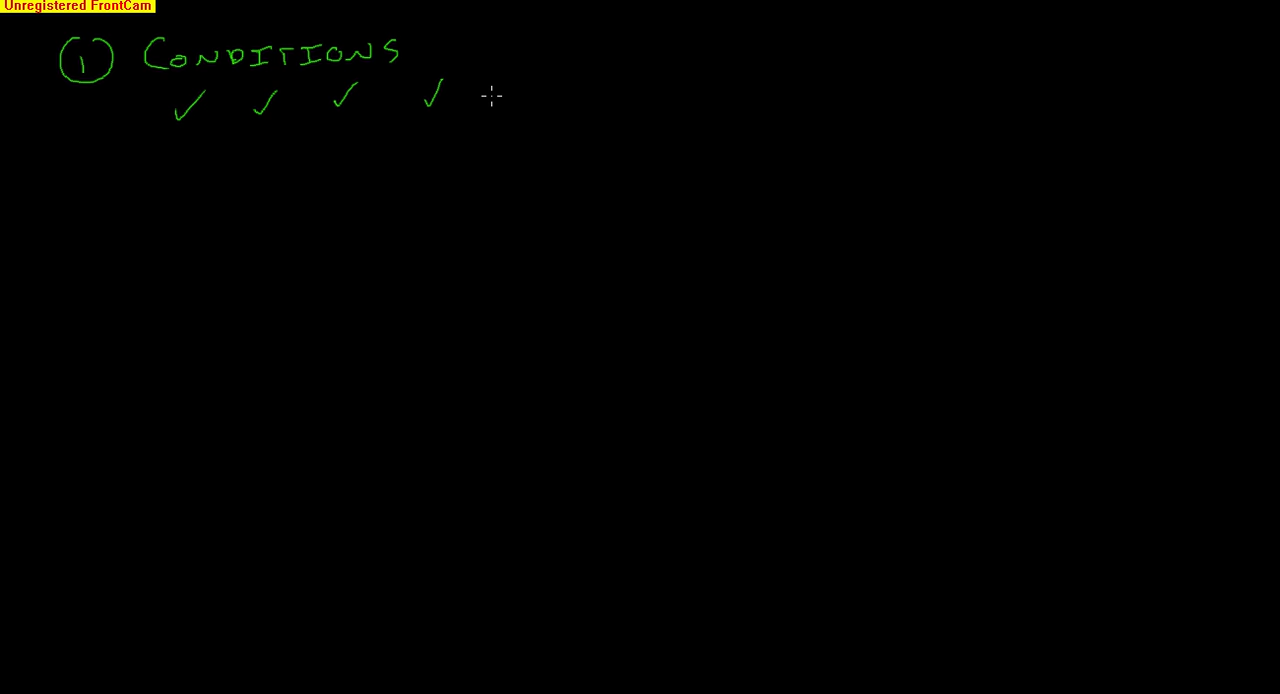 Unregistered FrontCam
① CONDITIONS
✓ ✓ ✓ ✓